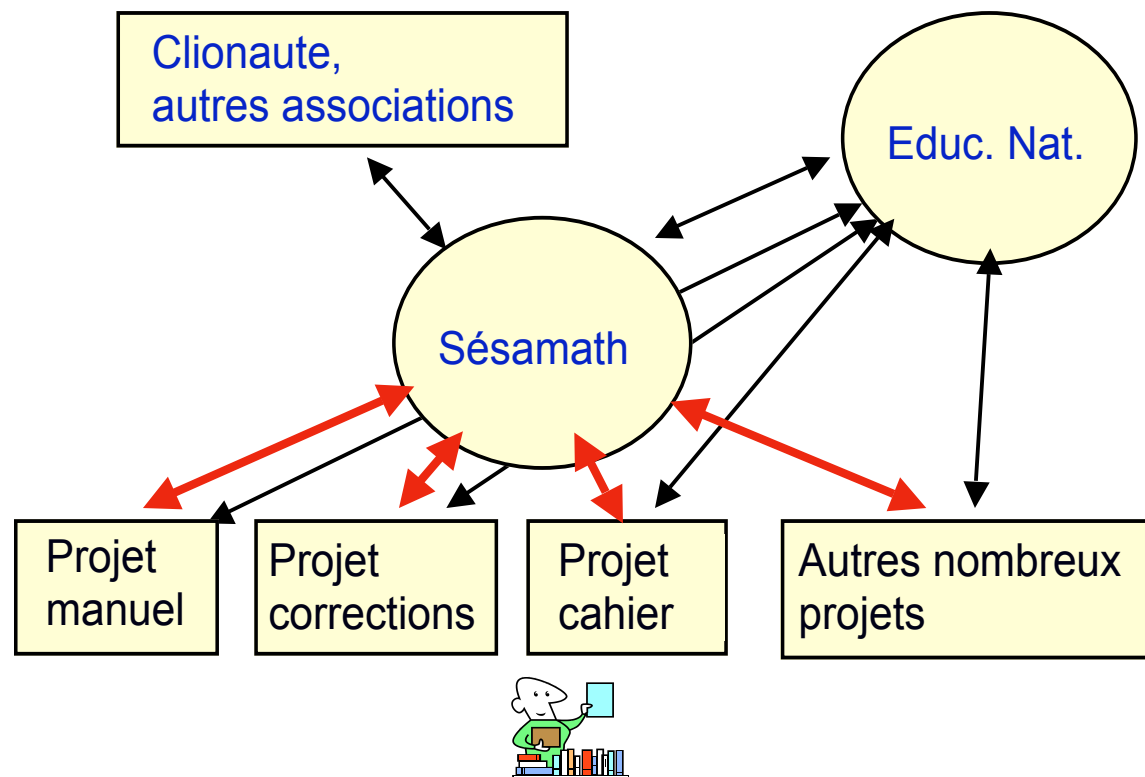 Clionaute,
autres associations
Educ. Nat.
Sésamath
Projet
manuel
Projet
corrections
Projet
cahier
Autres nombreux
projets